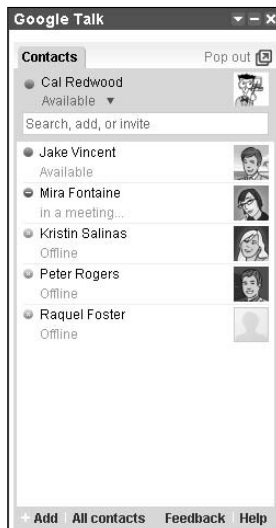 Google Talk
Contacts Pop out
Cal Redwood
Available
Search, add, or invite
Jake Vincent
Available
Mira Fontaine
in a meeting...
Kristin Salinas
Offline
Peter Rogers
Offline
Raquel Foster
Offline
+ Add All contacts Feedback Help